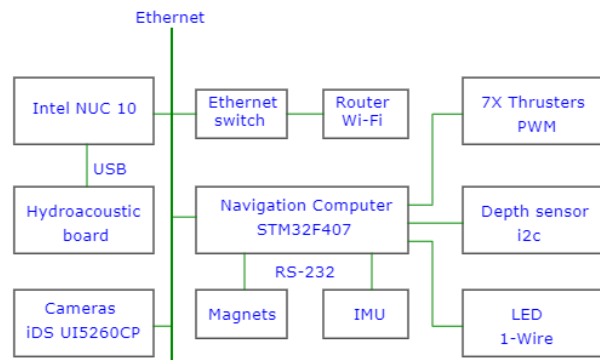 Ethernet
Intel NUC 10
Ethernet
switch
Router
Wi-Fi
7X Thrusters
PWM
USB
Hydroacoustic
board
Navigation Computer
STM32F407
Depth sensor
i2c
RS-232
Cameras
iDS UI5260CP
Magnets
IMU
LED
1-Wire